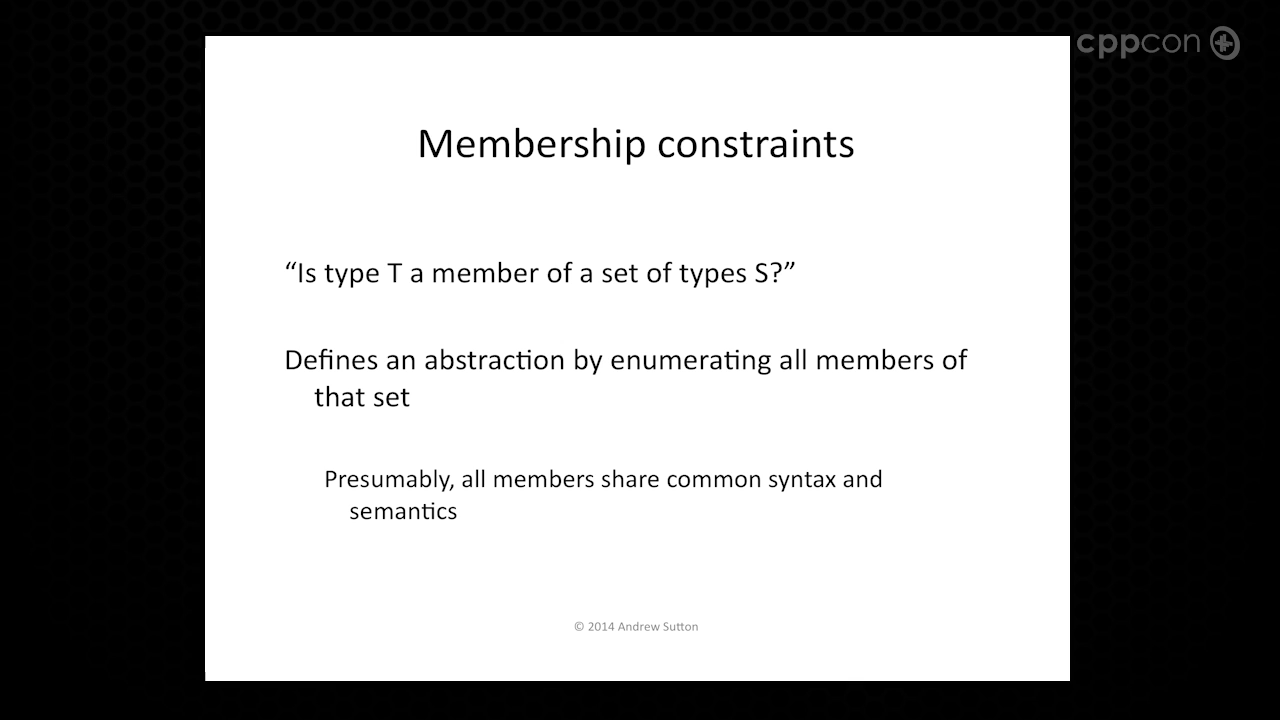 cppcon
Membership constraints
“Is type T a member of a set of types S?”
Defines an abstraction by enumerating all members of
that set
Presumably, all members share common syntax and
semantics
© 2014 Andrew Sutton